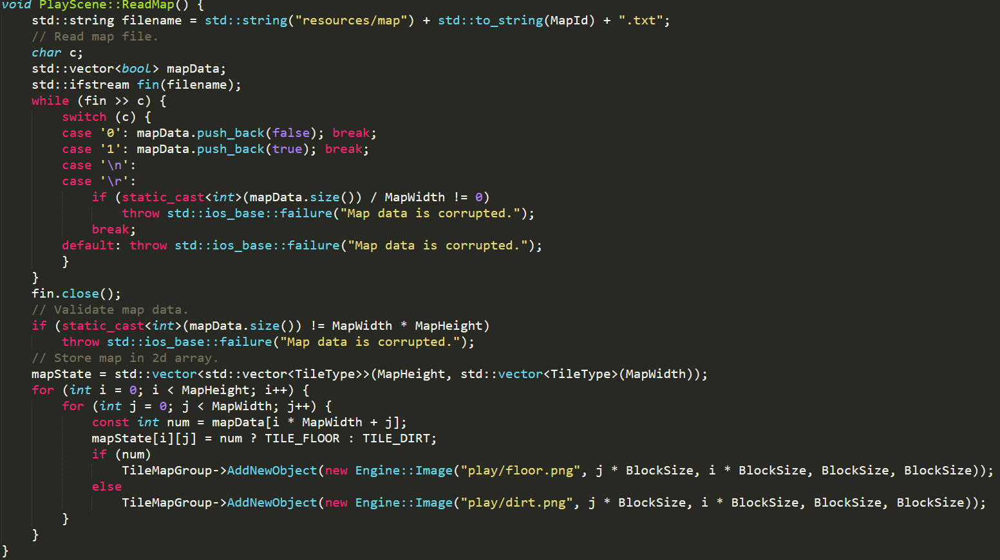 void PlayScene::ReadMap() {
    std::string filename = std::string("resources/map") + std::to_string(MapId) + ".txt";
    // Read map file.
    char c;
    std::vector<bool> mapData;
    std::ifstream fin(filename);
    while (fin >> c) {
        switch (c) {
        case '0': mapData.push_back(false); break;
        case '1': mapData.push_back(true); break;
        case '\n':
        case '\r':
            if (static_cast<int>(mapData.size()) / MapWidth != 0)
                throw std::ios_base::failure("Map data is corrupted.");
            break;
        default: throw std::ios_base::failure("Map data is corrupted.");
        }
    }
    fin.close();
    // Validate map data.
    if (static_cast<int>(mapData.size()) != MapWidth * MapHeight)
        throw std::ios_base::failure("Map data is corrupted.");
    // Store map in 2d array.
    mapState = std::vector<std::vector<TileType>>(MapHeight, std::vector<TileType>(MapWidth));
    for (int i = 0; i < MapHeight; i++) {
        for (int j = 0; j < MapWidth; j++) {
            const int num = mapData[i * MapWidth + j];
            mapState[i][j] = num ? TILE_FLOOR : TILE_DIRT;
            if (num)
                TileMapGroup->AddNewObject(new Engine::Image("play/floor.png", j * BlockSize, i * BlockSize, BlockSize, BlockSize));
            else
                TileMapGroup->AddNewObject(new Engine::Image("play/dirt.png", j * BlockSize, i * BlockSize, BlockSize, BlockSize));
        }
    }
}